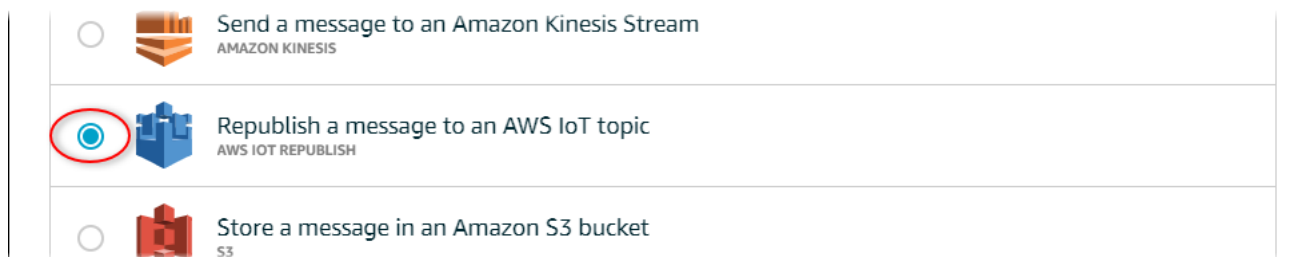 Send a message to an Amazon Kinesis Stream
AMAZON KINESIS
Republish a message to an AWS IoT topic
AWS IOT REPUBLISH
Store a message in an Amazon S3 bucket
S3